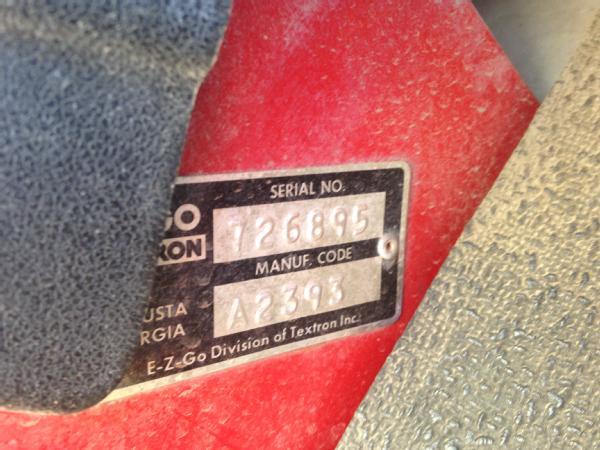 SERIAL NO.
GO
726895
RON
MANUF. CODE
USTA
A2393
RGIA
E-Z-Go Division of Textron Inc.